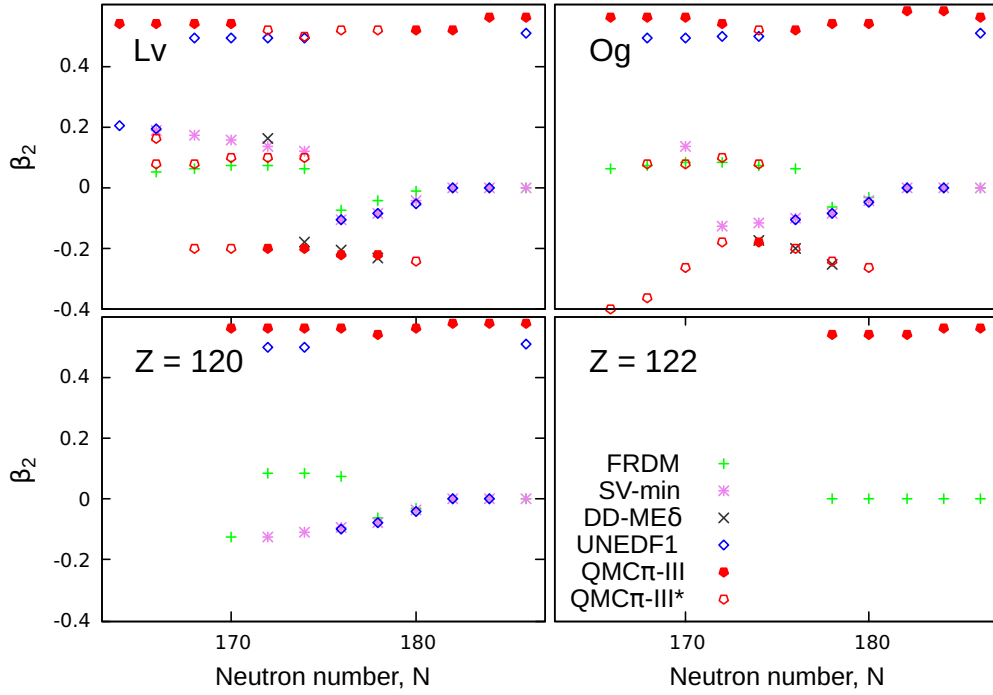 Lv
Og
0.4
0.2
0
-0.2
-0.4
β2
Z = 120
Z = 122
0.4
0.2
0
-0.2
-0.4
β2
FRDM
SV-min
DD-MEδ
UNEDF1
QMCπ-III
QMCπ-III*
170
180
170
180
Neutron number, N
Neutron number, N